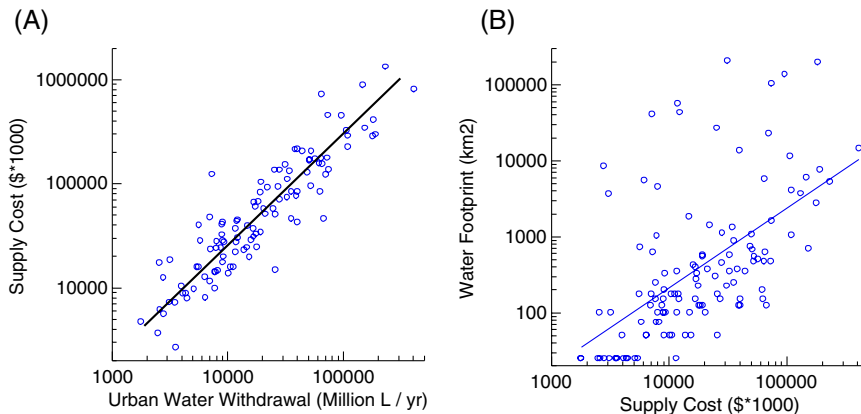 (A)
Supply Cost ($*1000)
1000000
100000
10000
1000
10000
100000
Urban Water Withdrawal (Million L / yr)
(B)
Water Footprint (km2)
100000
10000
1000
100
1000
10000
100000
Supply Cost ($*1000)